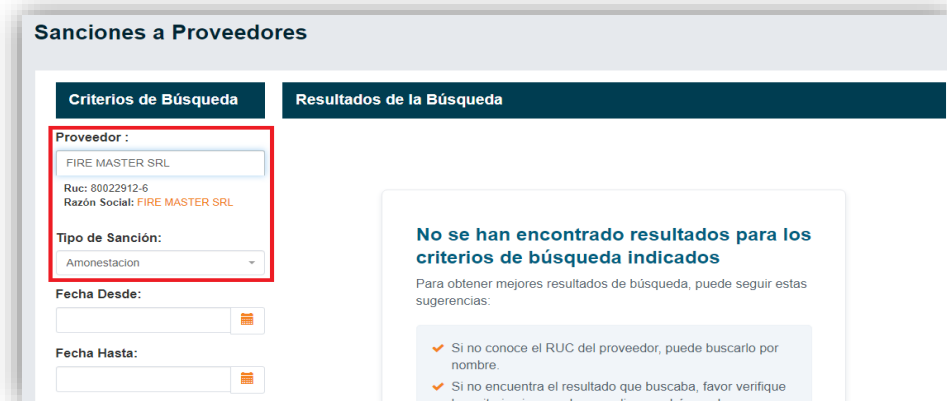 Sanciones a Proveedores
Criterios de Búsqueda
Resultados de la Búsqueda
Proveedor :
FIRE MASTER SRL
Ruc: 80022912-6
Razón Social: FIRE MASTER SRL
Tipo de Sanción:
Amonestacion
Fecha Desde:
Fecha Hasta:
No se han encontrado resultados para los
criterios de búsqueda indicados
Para obtener mejores resultados de búsqueda, puede seguir estas
sugerencias:
Si no conoce el RUC del proveedor, puede buscarlo por
nombre.
Si no encuentra el resultado que buscaba, favor verifique